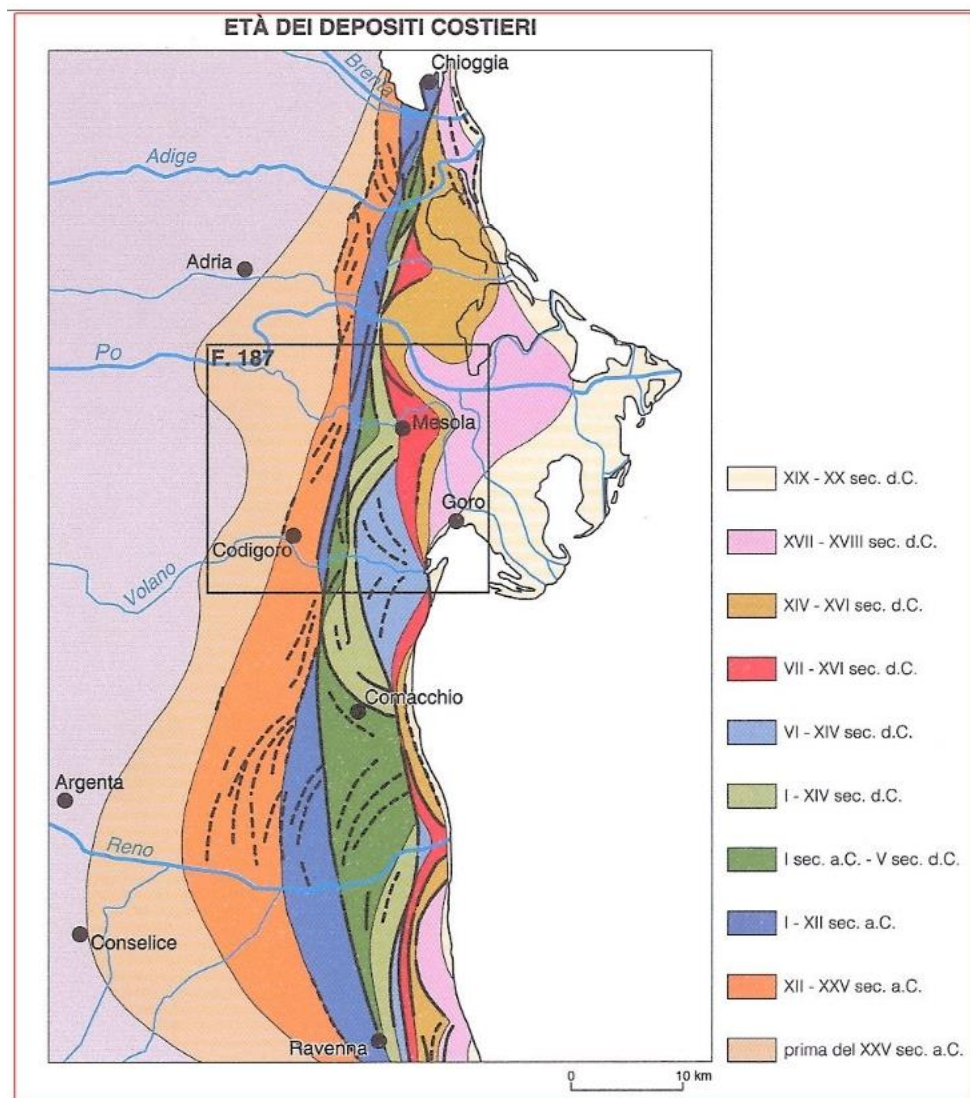 ETÀ DEI DEPOSITI COSTIERI
Chioggia
Brenta
Adige
Adria
Po
F. 187
Mesola
Goro
Codigoro
Volano
Comacchio
Argenta
Reno
Conselice
Ravenna
XIX - XX sec. d.C.
XVII - XVIII sec. d.C.
XIV - XVI sec. d.C.
VII - XVI sec. d.C.
VI - XIV sec. d.C.
I - XIV sec. d.C.
I sec. a.C. - V sec. d.C.
I - XII sec. a.C.
XII - XXV sec. a.C.
prima del XXV sec. a.C.
0 10 km